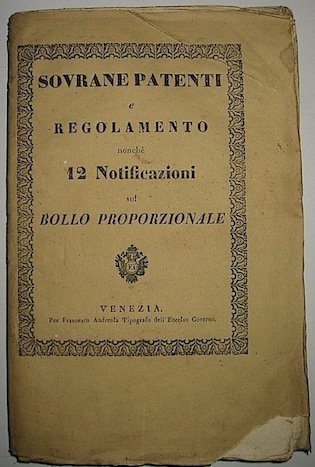 SOVRANE PATENTI
e
REGOLAMENTO
nonchè
12 Notificazioni
sul
BOLLO PROPORZIONALE
VENEZIA,
Per Francesco Andreola Tipografo dell'Eccelso Governo.